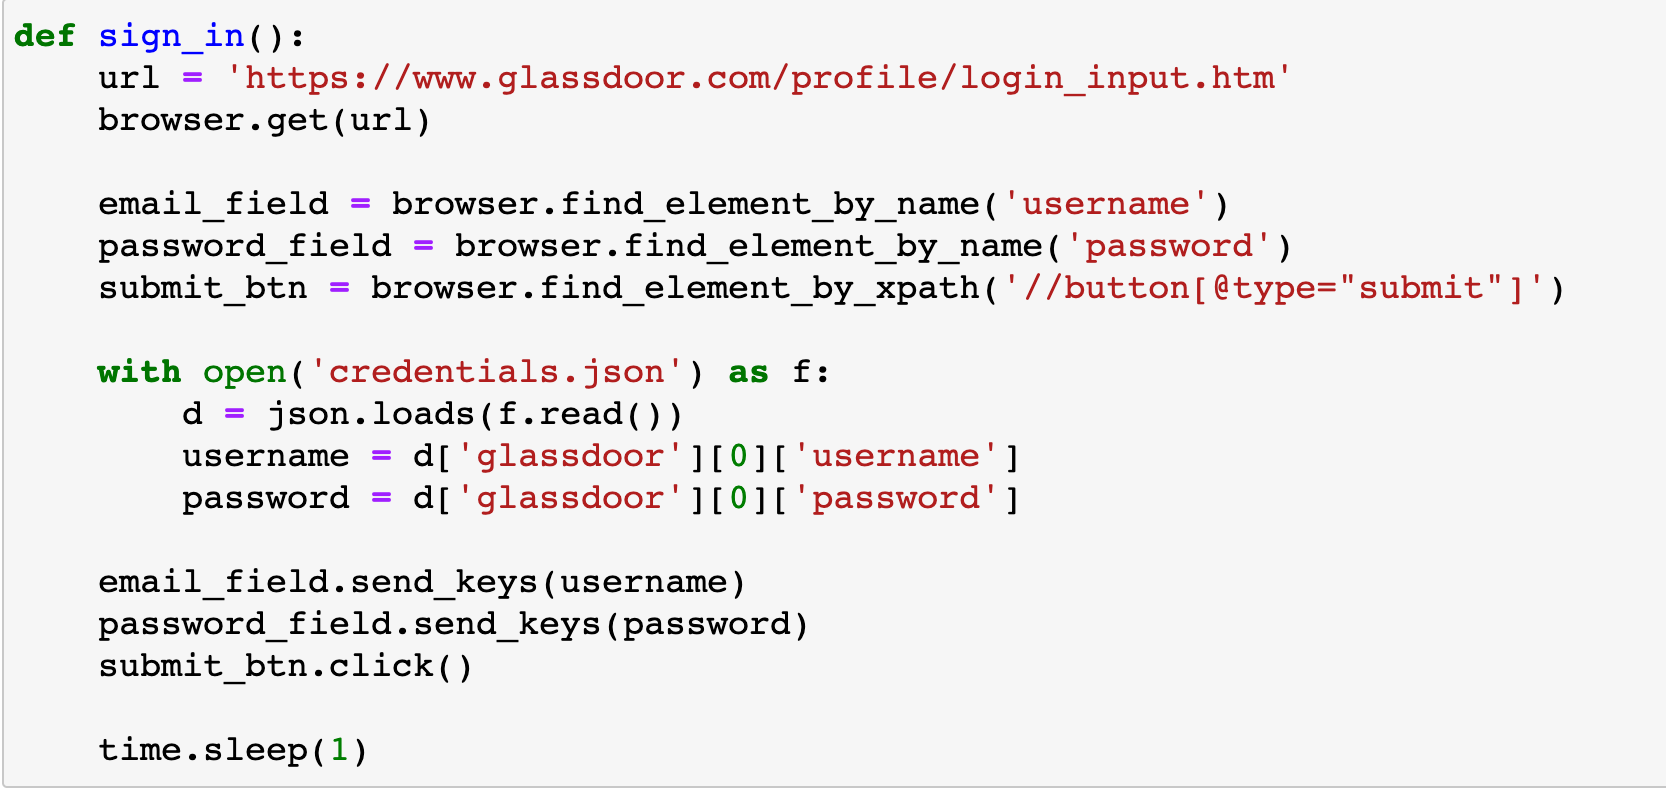 def sign_in():
    url = 'https://www.glassdoor.com/profile/login_input.htm'
    browser.get(url)

    email_field = browser.find_element_by_name('username')
    password_field = browser.find_element_by_name('password')
    submit_btn = browser.find_element_by_xpath('//button[@type="submit"]')

    with open('credentials.json') as f:
        d = json.loads(f.read())
        username = d['glassdoor'][0]['username']
        password = d['glassdoor'][0]['password']

    email_field.send_keys(username)
    password_field.send_keys(password)
    submit_btn.click()

    time.sleep(1)